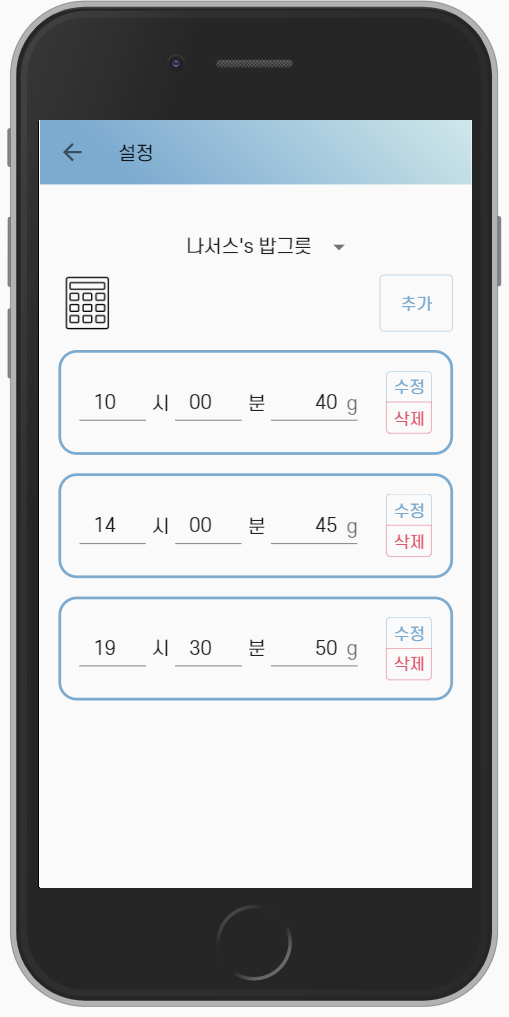 설정
나서스's 밥그릇
추가
10 시 00 분 40 g
수정
삭제
14 시 00 분 45 g
수정
삭제
19 시 30 분 50 g
수정
삭제